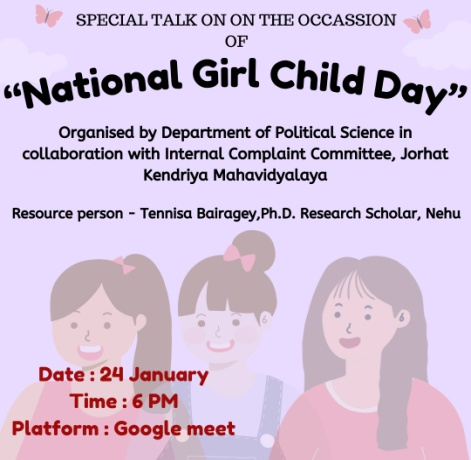 SPECIAL TALK ON ON THE OCCASSION
OF
“National Girl Child Day”
Organised by Department of Political Science in
collaboration with Internal Complaint Committee, Jorhat
Kendriya Mahavidyalaya
Resource person - Tennisa Bairagey,Ph.D. Research Scholar, Nehu
Date : 24 January
Time : 6 PM
Platform : Google meet